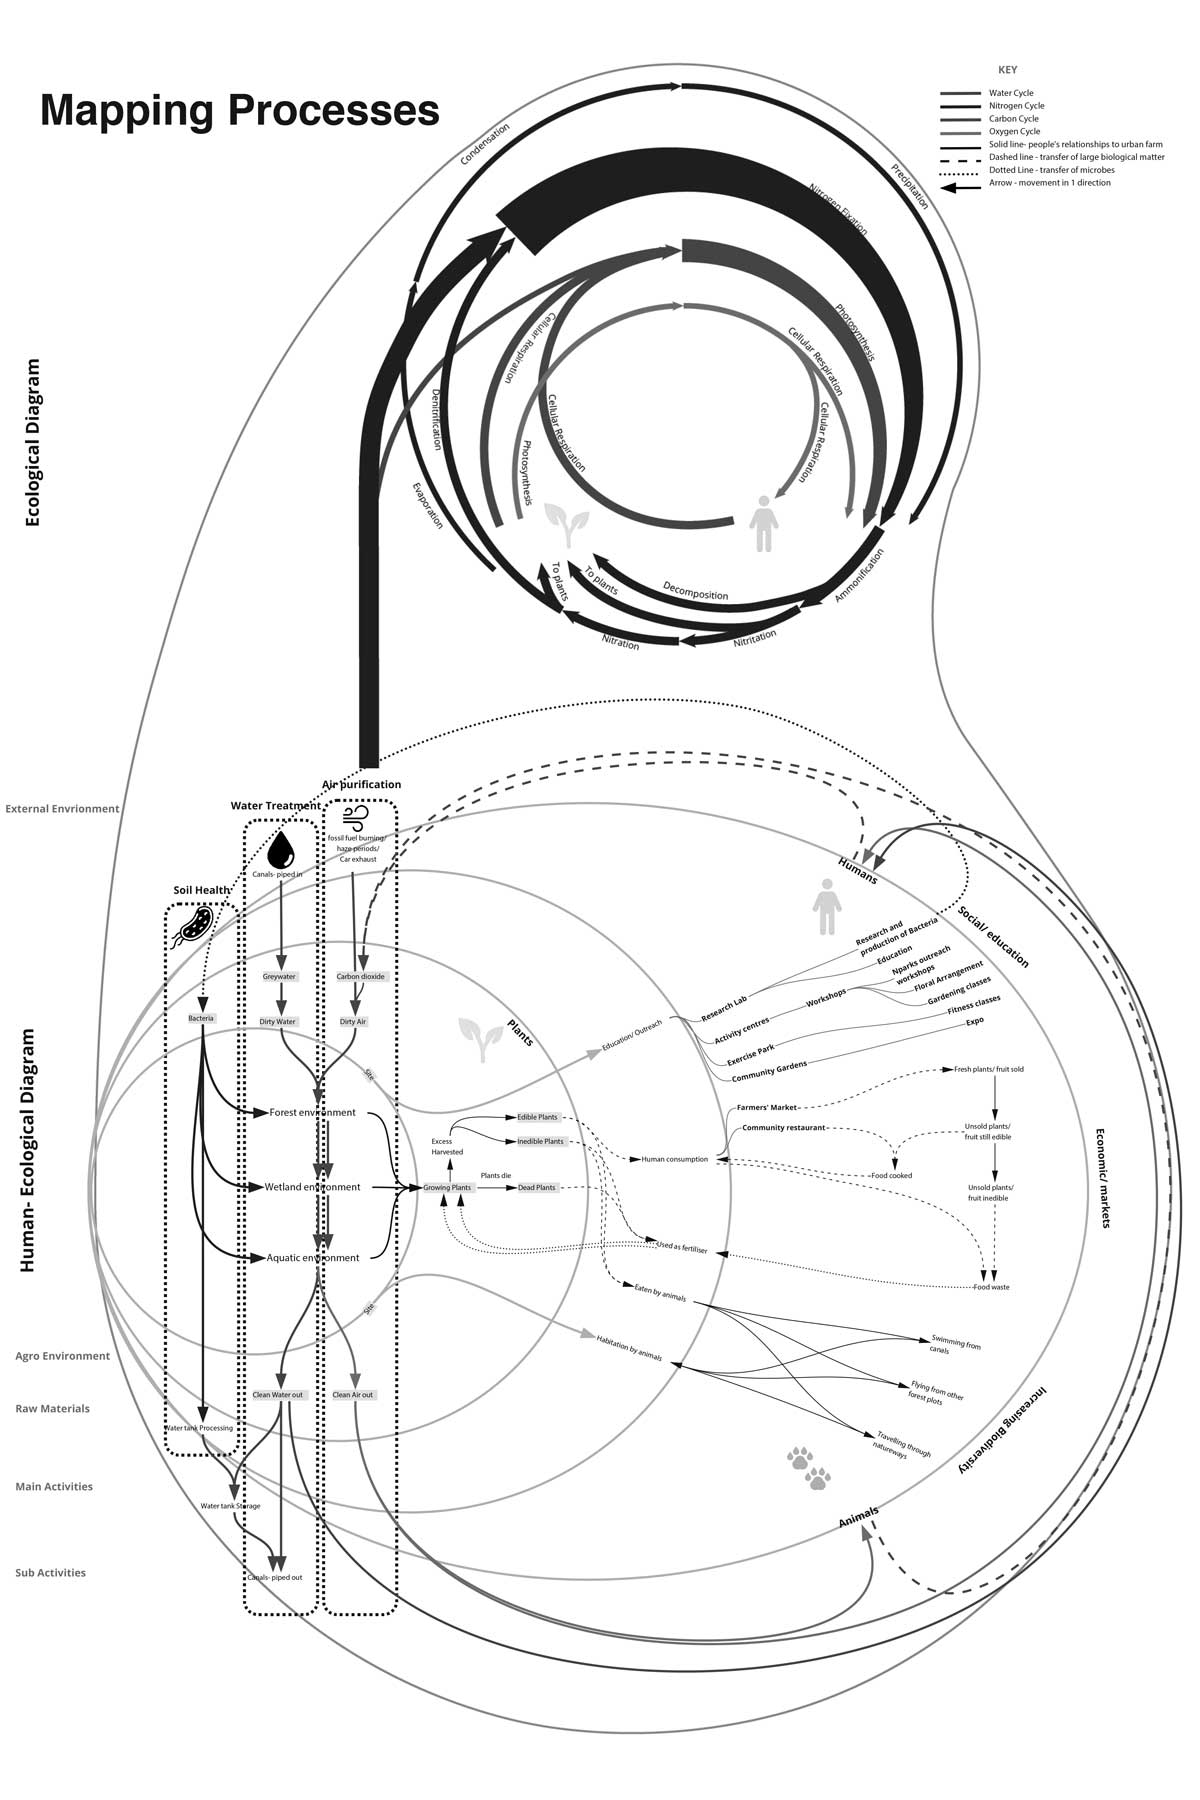 Mapping Processes
KEY
Water Cycle
Nitrogen Cycle
Carbon Cycle
Oxygen Cycle
Solid line- people's relationships to urban farm
Dashed line - transfer of large biological matter
Dotted Line - transfer of microbes
Arrow - movement in 1 direction
Ecological Diagram
Condensation
Precipitation
Nitrogen Fixation
Photosynthesis
Cellular Respiration
Cellular Respiration
Cellular Respiration
Cellular Respiration
Photosynthesis
Denitrification
Evaporation
To plants
To plants
Decomposition
Ammonification
Nitritation
Nitration
Human- Ecological Diagram
External Envrionment
Agro Environment
Raw Materials
Main Activities
Sub Activities
Soil Health
Water Treatment
Air purification
fossil fuel burning/
haze periods/
Car exhaust
Canals- piped in
Greywater
Carbon dioxide
Bacteria
Dirty Water
Dirty Air
Site
Forest environment
Wetland environment
Aquatic environment
Site
Clean Water out
Clean Air out
Water tank Processing
Water tank Storage
Canals- piped out
Plants
Excess
Harvested
Edible Plants
Inedible Plants
Growing Plants
Plants die
Dead Plants
Education/ Outreach
Human consumption
Used as fertiliser
Eaten by animals
Habitation by animals
Humans
Social/ education
Research Lab
Research and
production of Bacteria
Education
Activity centres
Workshops
Nparks outreach
workshops
Floral Arrangement
Gardening classes
Exercise Park
Fitness classes
Community Gardens
Expo
Farmers' Market
Fresh plants/ fruit sold
Community restaurant
Unsold plants/
fruit still edible
Food cooked
Unsold plants/
fruit inedible
Food waste
Economic/ markets
Swimming from
canals
Flying from other
forest plots
Travelling through
natureways
Increasing Biodiversity
Animals